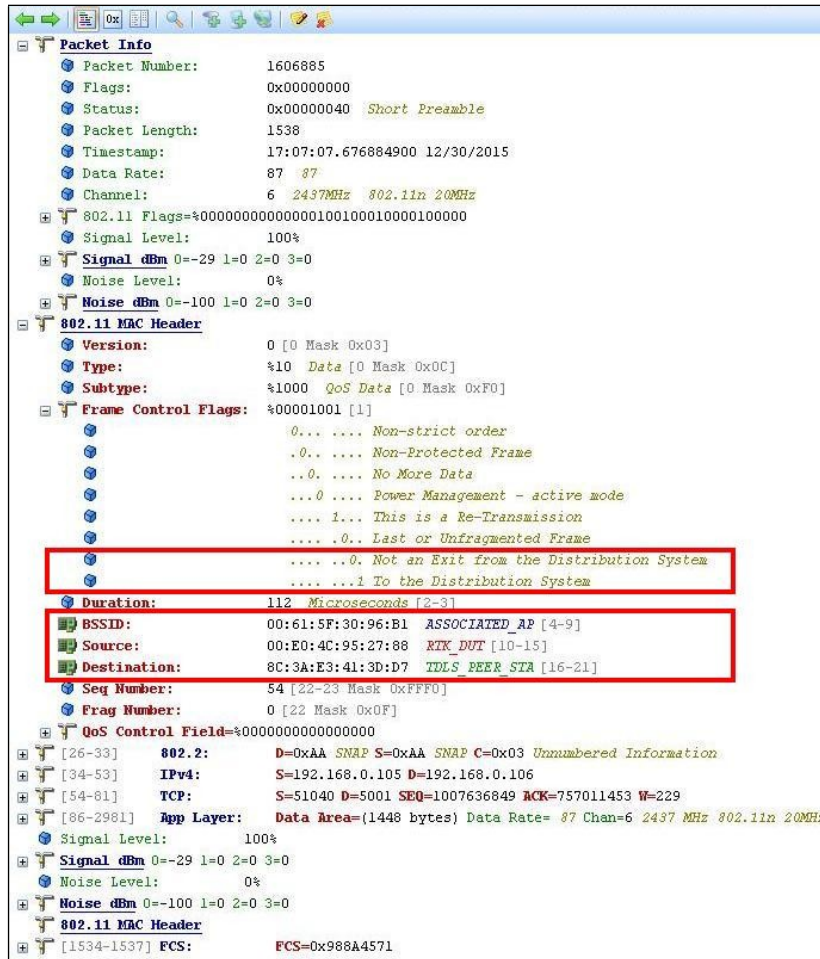 0x
Packet Info
Packet Number: 1606885
Flags: 0x00000000
Status: 0x00000040 Short Preamble
Packet Length: 1538
Timestamp: 17:07:07.676884900 12/30/2015
Data Rate: 87 87
Channel: 6 2437MHz 802.11n 20MHz
802.11 Flags=%00000000000000100100010000100000
Signal Level: 100%
Signal dBm 0=-29 1=0 2=0 3=0
Noise Level: 0%
Noise dBm 0=-100 1=0 2=0 3=0
802.11 MAC Header
Version: 0 [0 Mask 0x03]
Type: %10 Data [0 Mask 0x0C]
Subtype: %1000 QoS Data [0 Mask 0xF0]
Frame Control Flags: %00001001 [1]
0... .... Non-strict order
.0.. .... Non-Protected Frame
..0. .... No More Data
...0 .... Power Management - active mode
.... 1... This is a Re-Transmission
.... .0.. Last or Unfragmented Frame
.... ..0. Not an Exit from the Distribution System
.... ...1 To the Distribution System
Duration: 112 Microseconds [2-3]
BSSID: 00:61:5F:30:96:B1 ASSOCIATED_AP [4-9]
Source: 00:E0:4C:95:27:88 RTK_DUT [10-15]
Destination: 8C:3A:E3:41:3D:D7 TDLS_PEER_STA [16-21]
Seq Number: 54 [22-23 Mask 0xFFF0]
Frag Number: 0 [22 Mask 0x0F]
QoS Control Field=%0000000000000000
[26-33] 802.2: D=0xAA SNAP S=0xAA SNAP C=0x03 Unnumbered Information
[34-53] IPv4: S=192.168.0.105 D=192.168.0.106
[54-81] TCP: S=51040 D=5001 SEQ=1007636849 ACK=757011453 W=229
[86-2981] App Layer: Data Area=(1448 bytes) Data Rate= 87 Chan=6 2437 MHz 802.11n 20MHz
Signal Level: 100%
Signal dBm 0=-29 1=0 2=0 3=0
Noise Level: 0%
Noise dBm 0=-100 1=0 2=0 3=0
802.11 MAC Header
[1534-1537] FCS: FCS=0x988A4571